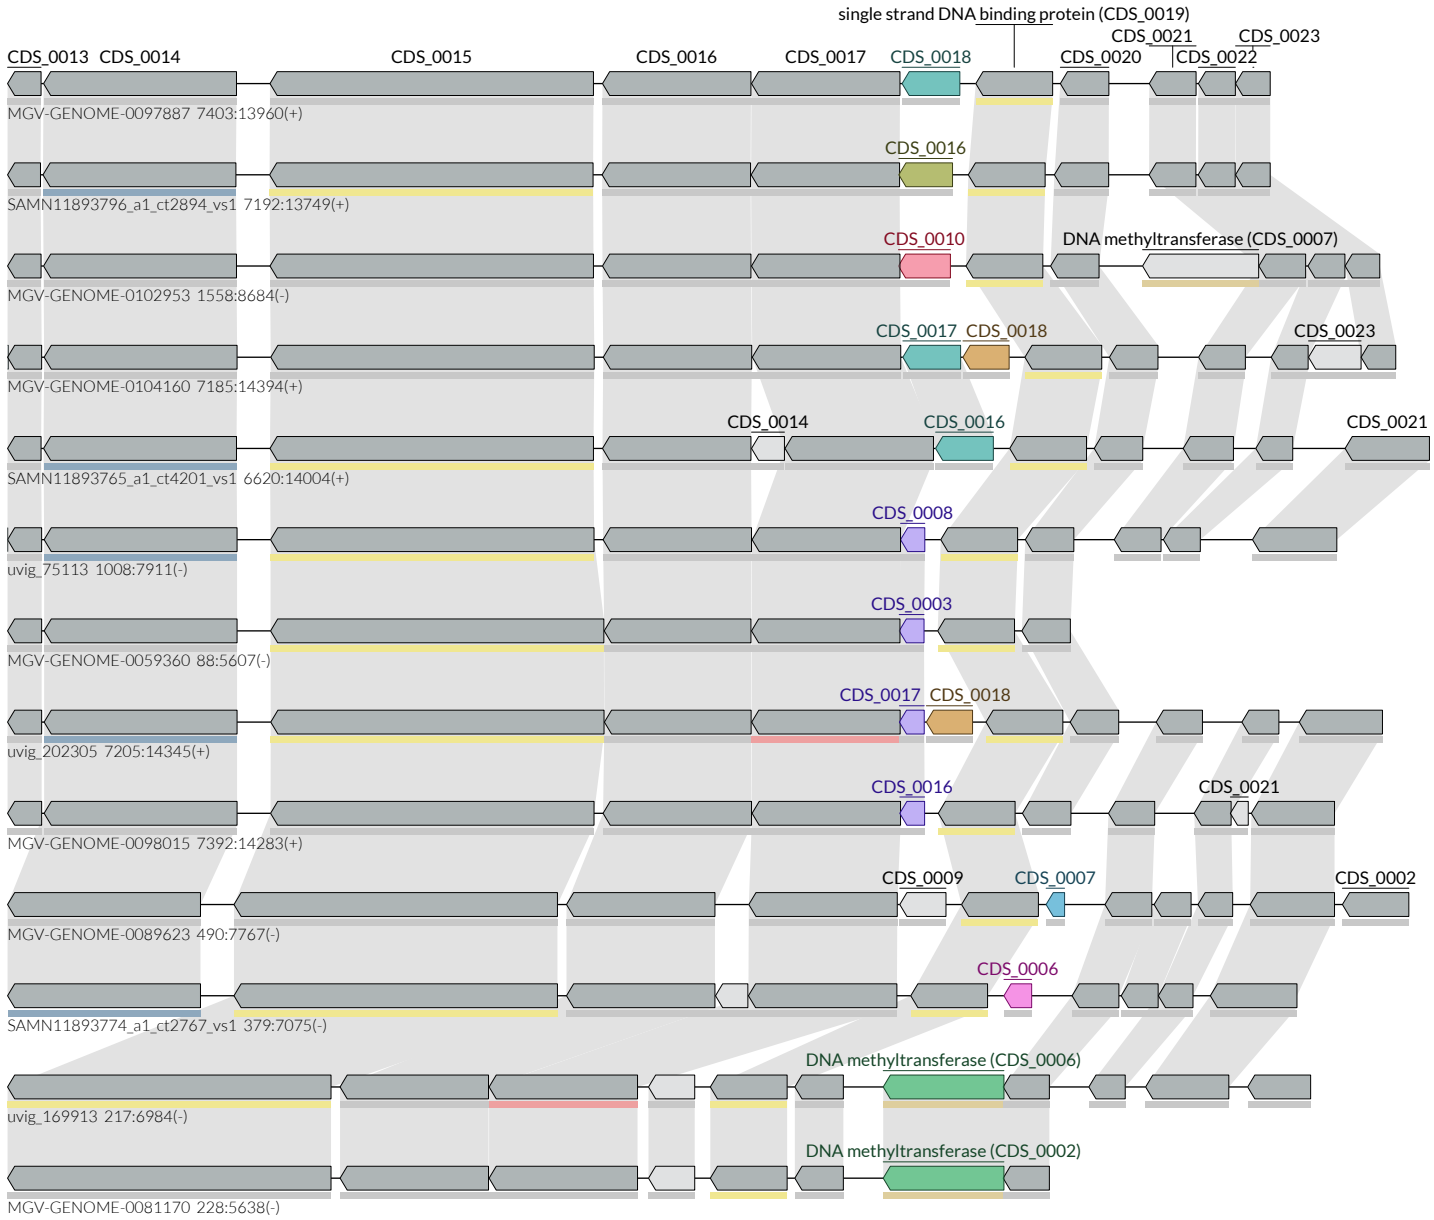 single strand DNA binding protein (CDS_0019)
CDS_0021 CDS_0023
CDS_0013 CDS_0014 CDS_0015 CDS_0016 CDS_0017 CDS_0018 CDS_0020 CDS_0022
MGV-GENOME-0097887 7403:13960(+)
CDS_0016
SAMN11893796_a1_ct2894_vs1 7192:13749(+)
CDS_0010 DNA methyltransferase (CDS_0007)
MGV-GENOME-0102953 1558:8684(-)
CDS_0017 CDS_0018 CDS_0023
MGV-GENOME-0104160 7185:14394(+)
CDS_0014 CDS_0016 CDS_0021
SAMN11893765_a1_ct4201_vs1 6620:14004(+)
CDS_0008
uvig_75113 1008:7911(-)
CDS_0003
MGV-GENOME-0059360 88:5607(-)
CDS_0017 CDS_0018
uvig_202305 7205:14345(+)
CDS_0016 CDS_0021
MGV-GENOME-0098015 7392:14283(+)
CDS_0009 CDS_0007 CDS_0002
MGV-GENOME-0089623 490:7767(-)
CDS_0006
SAMN11893774_a1_ct2767_vs1 379:7075(-)
DNA methyltransferase (CDS_0006)
uvig_169913 217:6984(-)
DNA methyltransferase (CDS_0002)
MGV-GENOME-0081170 228:5638(-)